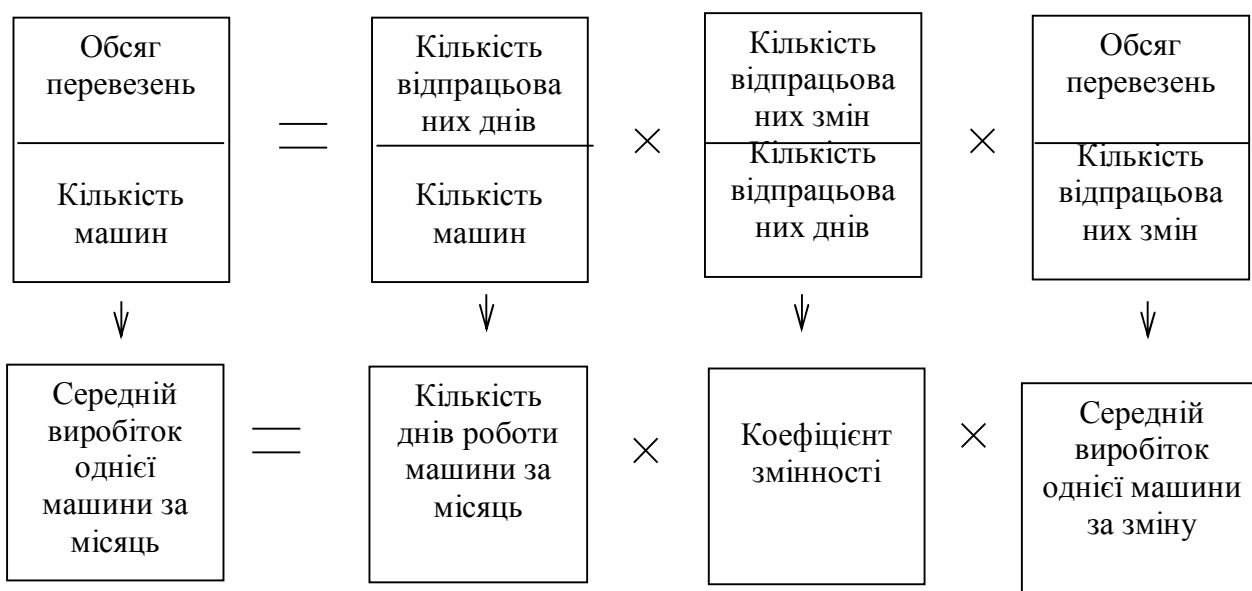 Обсяг
перевезень
Кількість
машин
=
Кількість
відпрацьова
них днів
Кількість
машин
×
Кількість
відпрацьова
них змін
Кількість
відпрацьова
них днів
×
Обсяг
перевезень
Кількість
відпрацьова
них змін
Середній
виробіток
однієї
машини за
місяць
=
Кількість
днів роботи
машини за
місяць
×
Коефіцієнт
змінності
×
Середній
виробіток
однієї машини
за зміну